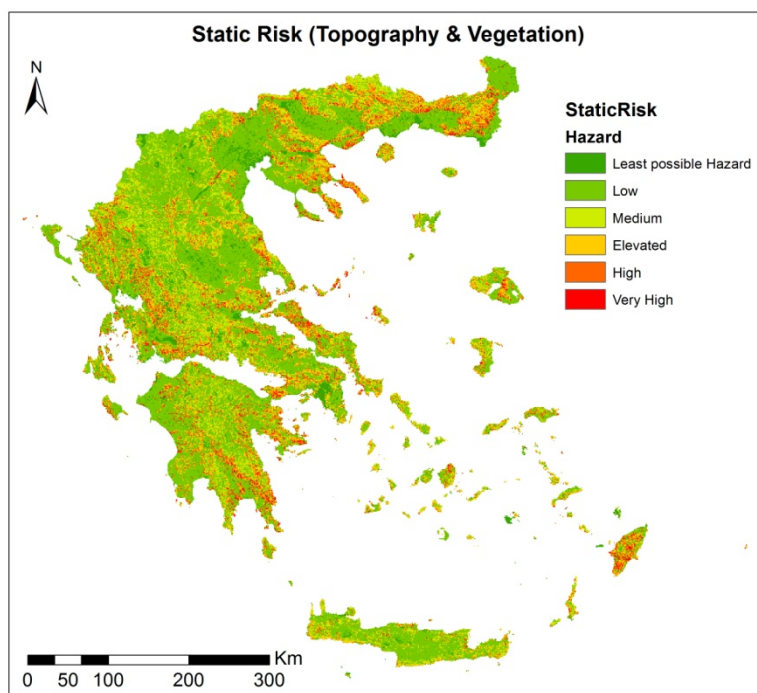 Static Risk (Topography & Vegetation)
N
StaticRisk
Hazard
Least possible Hazard
Low
Medium
Elevated
High
Very High
Km
0 50 100 200 300